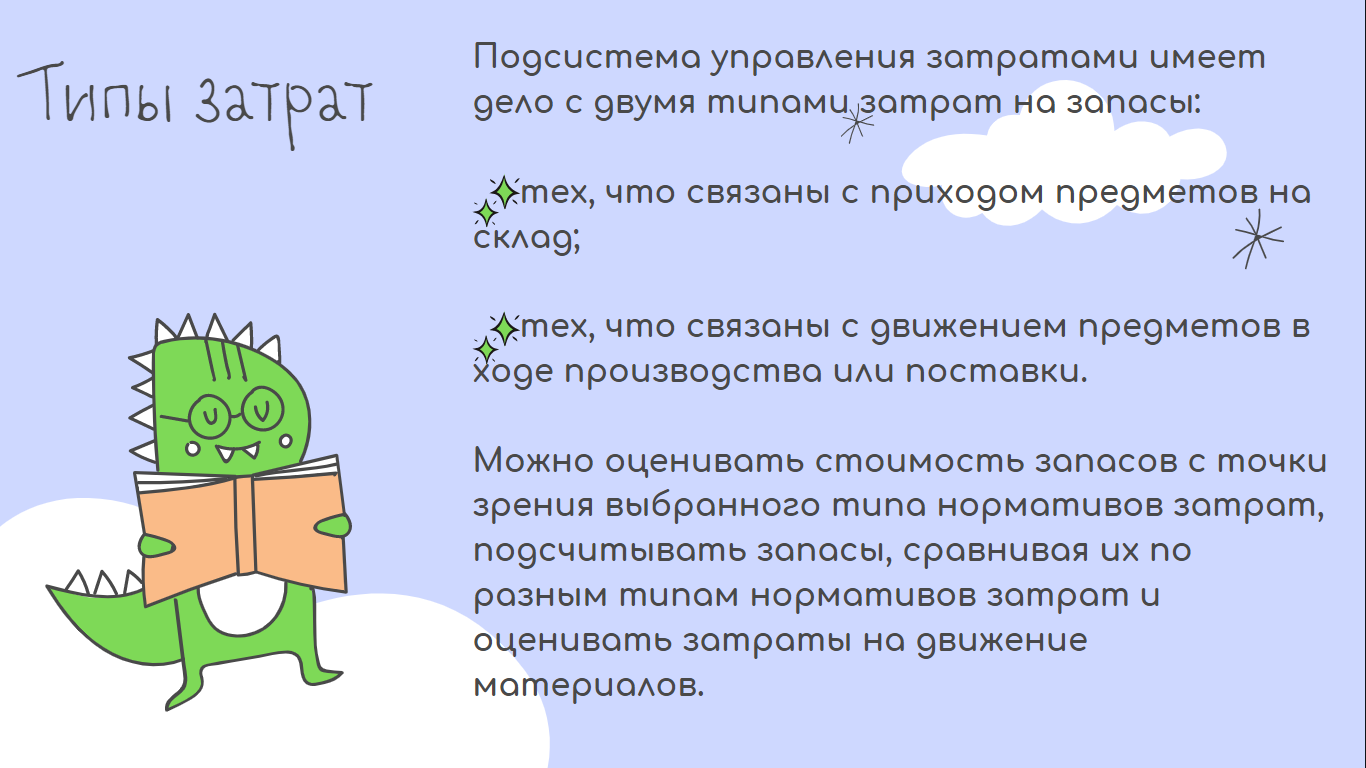 Типы затрат
Подсистема управления затратами имеет
дело с двумя типами затрат на запасы:
тех, что связаны с приходом предметов на
склад;
тех, что связаны с движением предметов в
ходе производства или поставки.
Можно оценивать стоимость запасов с точки
зрения выбранного типа нормативов затрат,
подсчитывать запасы, сравнивая их по
разным типам нормативов затрат и
оценивать затраты на движение
материалов.